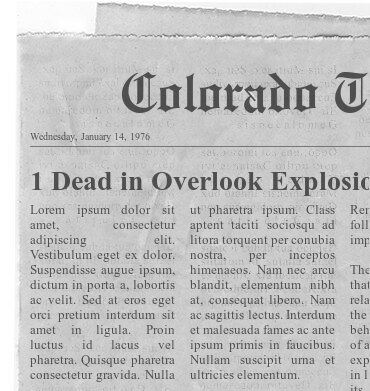 Colorado T
Wednesday, January 14, 1976
1 Dead in Overlook Explosio
Lorem ipsum dolor sit
amet, consectetur
adipiscing elit.
Vestibulum eget ex dolor.
Suspendisse augue ipsum,
dictum in porta a, lobortis
ac velit. Sed at eros eget
orci pretium interdum sit
amet in ligula. Proin
luctus id lacus vel
pharetra. Quisque pharetra
consectetur gravida. Nulla
ut pharetra ipsum. Class
aptent taciti sociosqu ad
litora torquent per conubia
nostra, per inceptos
himenaeos. Nam nec arcu
blandit, elementum nibh
at, consequat libero. Nam
ac sagittis lectus. Interdum
et malesuada fames ac ante
ipsum primis in faucibus.
Nullam suscipit urna et
ultricies elementum.
Rer
foll
imp
The
that
rela
the
beh
of a
exp
in I
its